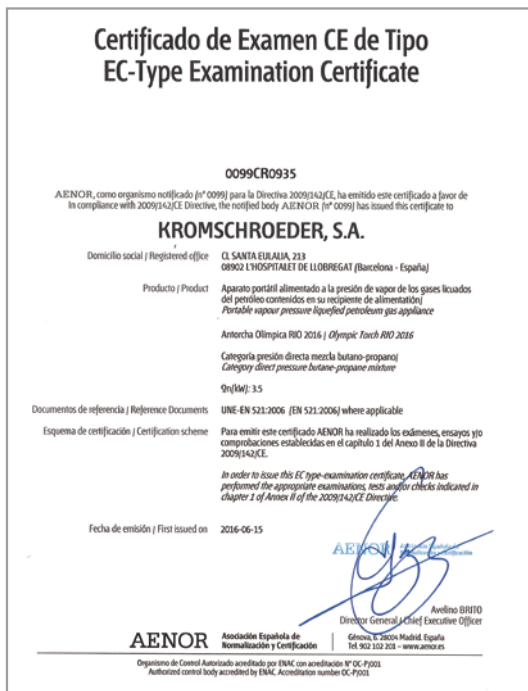 Certificado de Examen CE de Tipo
EC-Type Examination Certificate
0099CR0935
AENOR, como organismo notificado (nº 0099) para la Directiva 2009/142/CE, ha emitido este certificado a favor de
In compliance with 2009/142/CE Directive, the notified body AENOR (nº 0099) has issued this certificate to
KROMSCHROEDER, S.A.
Domicilio social / Registered office CL SANTA EULALIA, 213
08902 L'HOSPITALET DE LLOBREGAT (Barcelona - España)
Producto / Product Aparato portátil alimentado a la presión de vapor de los gases licuados
del petróleo contenidos en su recipiente de alimentatión/
Portable vapour pressure liquefied petroleum gas appliance
Antorcha Olímpica RIO 2016 / Olympic Torch RIO 2016
Categoría presión directa mezcla butano-propano/
Category direct pressure butane-propane mixture
Qn(kW): 3.5
Documentos de referencia / Reference Documents UNE-EN 521:2006 (EN 521:2006) where applicable
Esquema de certificación / Certification scheme Para emitir este certificado AENOR ha realizado los exámenes, ensayos y/o
comprobaciones establecidas en el capítulo 1 del Anexo II de la Directiva
2009/142/CE.
In order to issue this EC type-examination certificate, AENOR has
performed the appropriate examinations, tests and/or checks indicated in
chapter 1 of Annex II of the 2009/142/CE Directive.
Fecha de emisión / First issued on 2016-06-15
AENOR Asociación Española de
Normalización y Certificación
Avelino BRITO
Director General / Chief Executive Officer
AENOR Asociación Española de
Normalización y Certificación
Génova, 6. 28004 Madrid. España
Tel. 902 102 201 – www.aenor.es
Organismo de Control Autorizado acreditado por ENAC con acreditación Nº OC-P/001
Authorized control body accredited by ENAC. Accreditation number OC-P/001